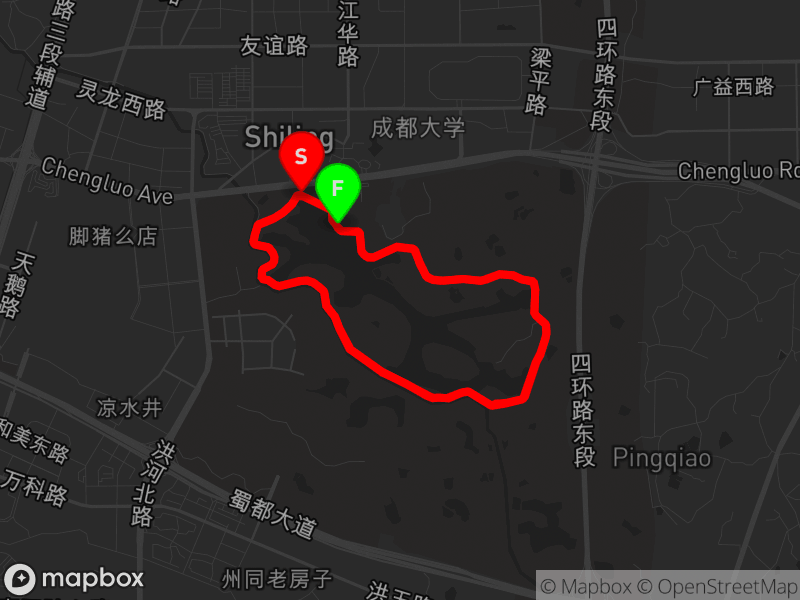 路三段辅道
江华路
友谊路
四环路东段
梁平路
广益西路
灵龙西路
成都大学
Shiling
S
Chengluo Ave
Chengluo Ro
F
脚猪么店
天鹅路
四环路东段
凉水井
和美东路
洪河北路
Pingqiao
万科路
蜀都大道
州同老房子
洪玉路
mapbox
© Mapbox © OpenStreetMap